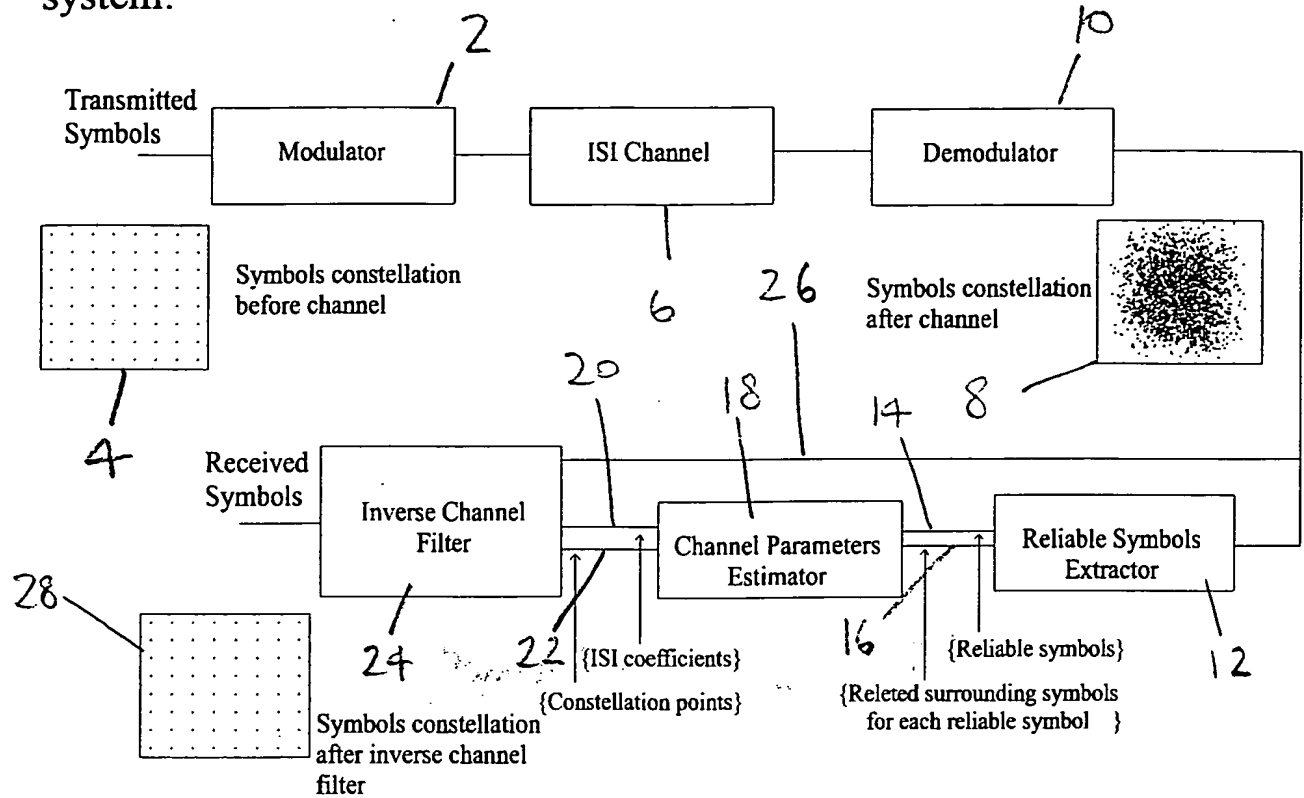 system.
2
10
Transmitted
Symbols
Modulator
ISI Channel
Demodulator
Symbols constellation
before channel
6
26
Symbols constellation
after channel
4
20
18
14
8
Received
Symbols
Inverse Channel
Filter
Channel Parameters
Estimator
Reliable Symbols
Extractor
28
24
22
{ISI coefficients}
16
{Reliable symbols}
12
{Constellation points}
{Releted surrounding symbols
for each reliable symbol }
Symbols constellation
after inverse channel
filter